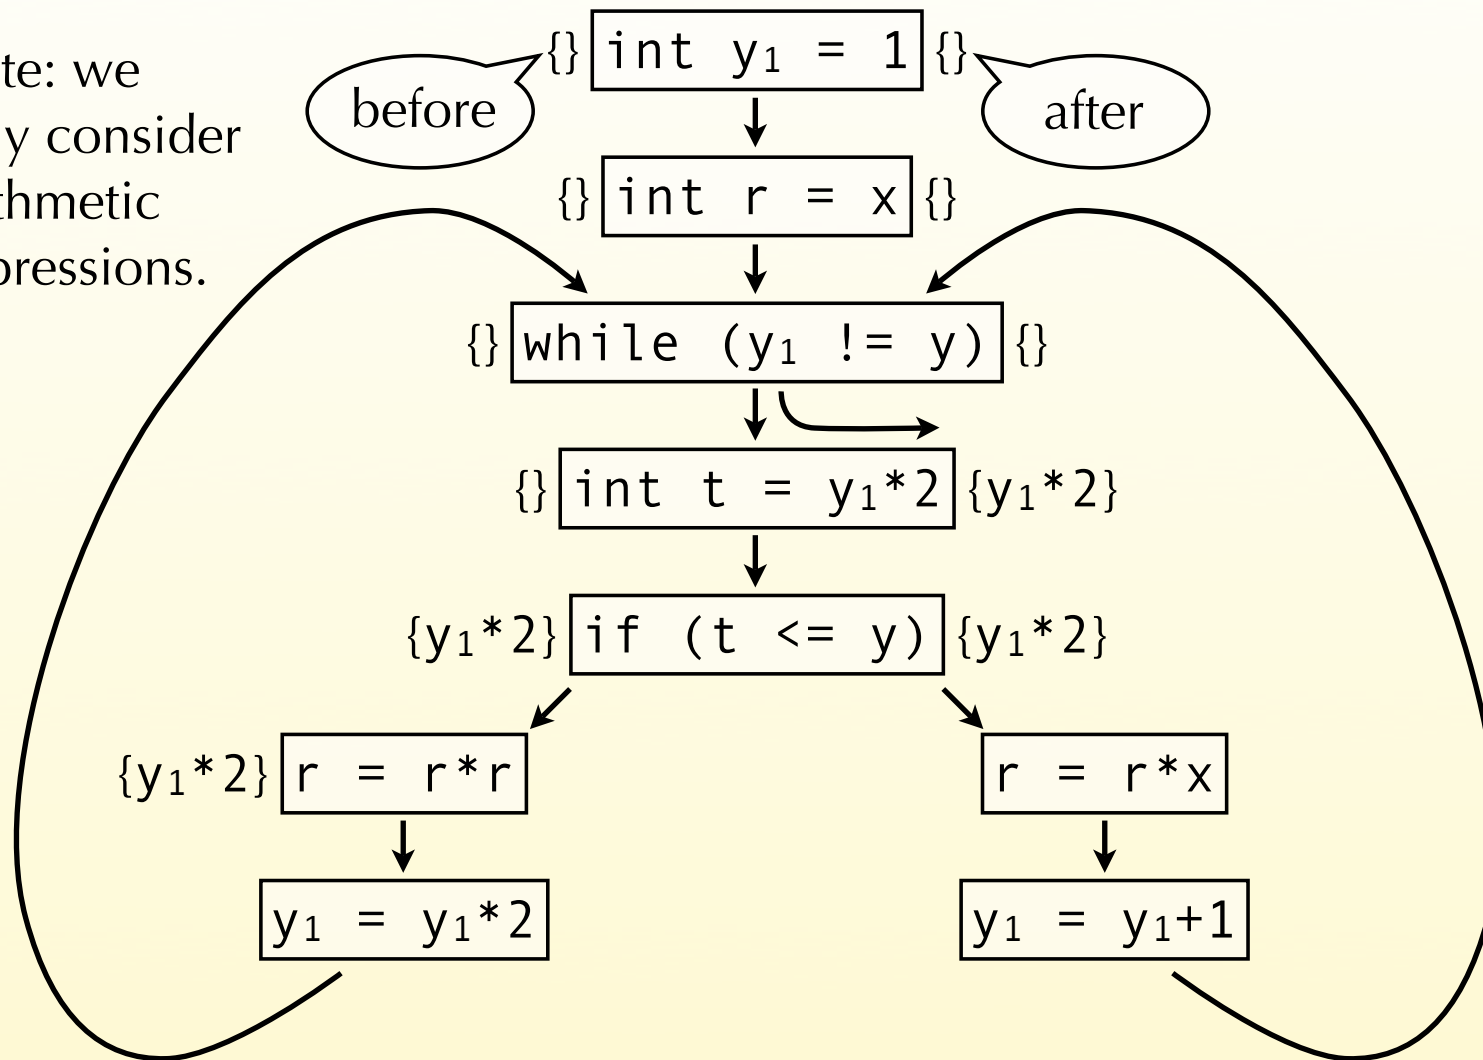 {} int y₁ = 1 {}
te: we
before
after
y consider
{} int r = x {}
thmetic
pressions.
{} while (y₁ != y) {}
{} int t = y₁*2 {y₁*2}
{y₁*2} if (t <= y) {y₁*2}
{y₁*2} r = r*r
r = r*x
y₁ = y₁*2
y₁ = y₁+1